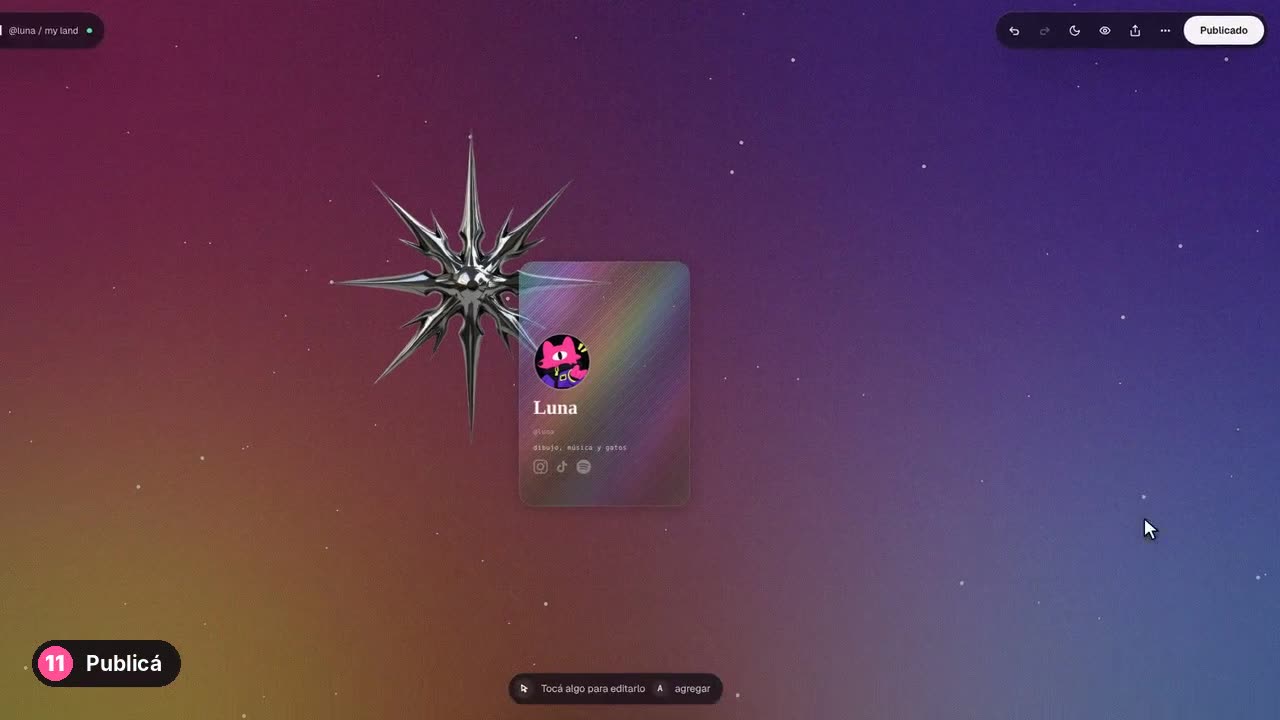 @luna / my land
Publicado
Luna
@luna
dibujo, música y gatos
11 Publicá
Tocá algo para editarlo A agregar